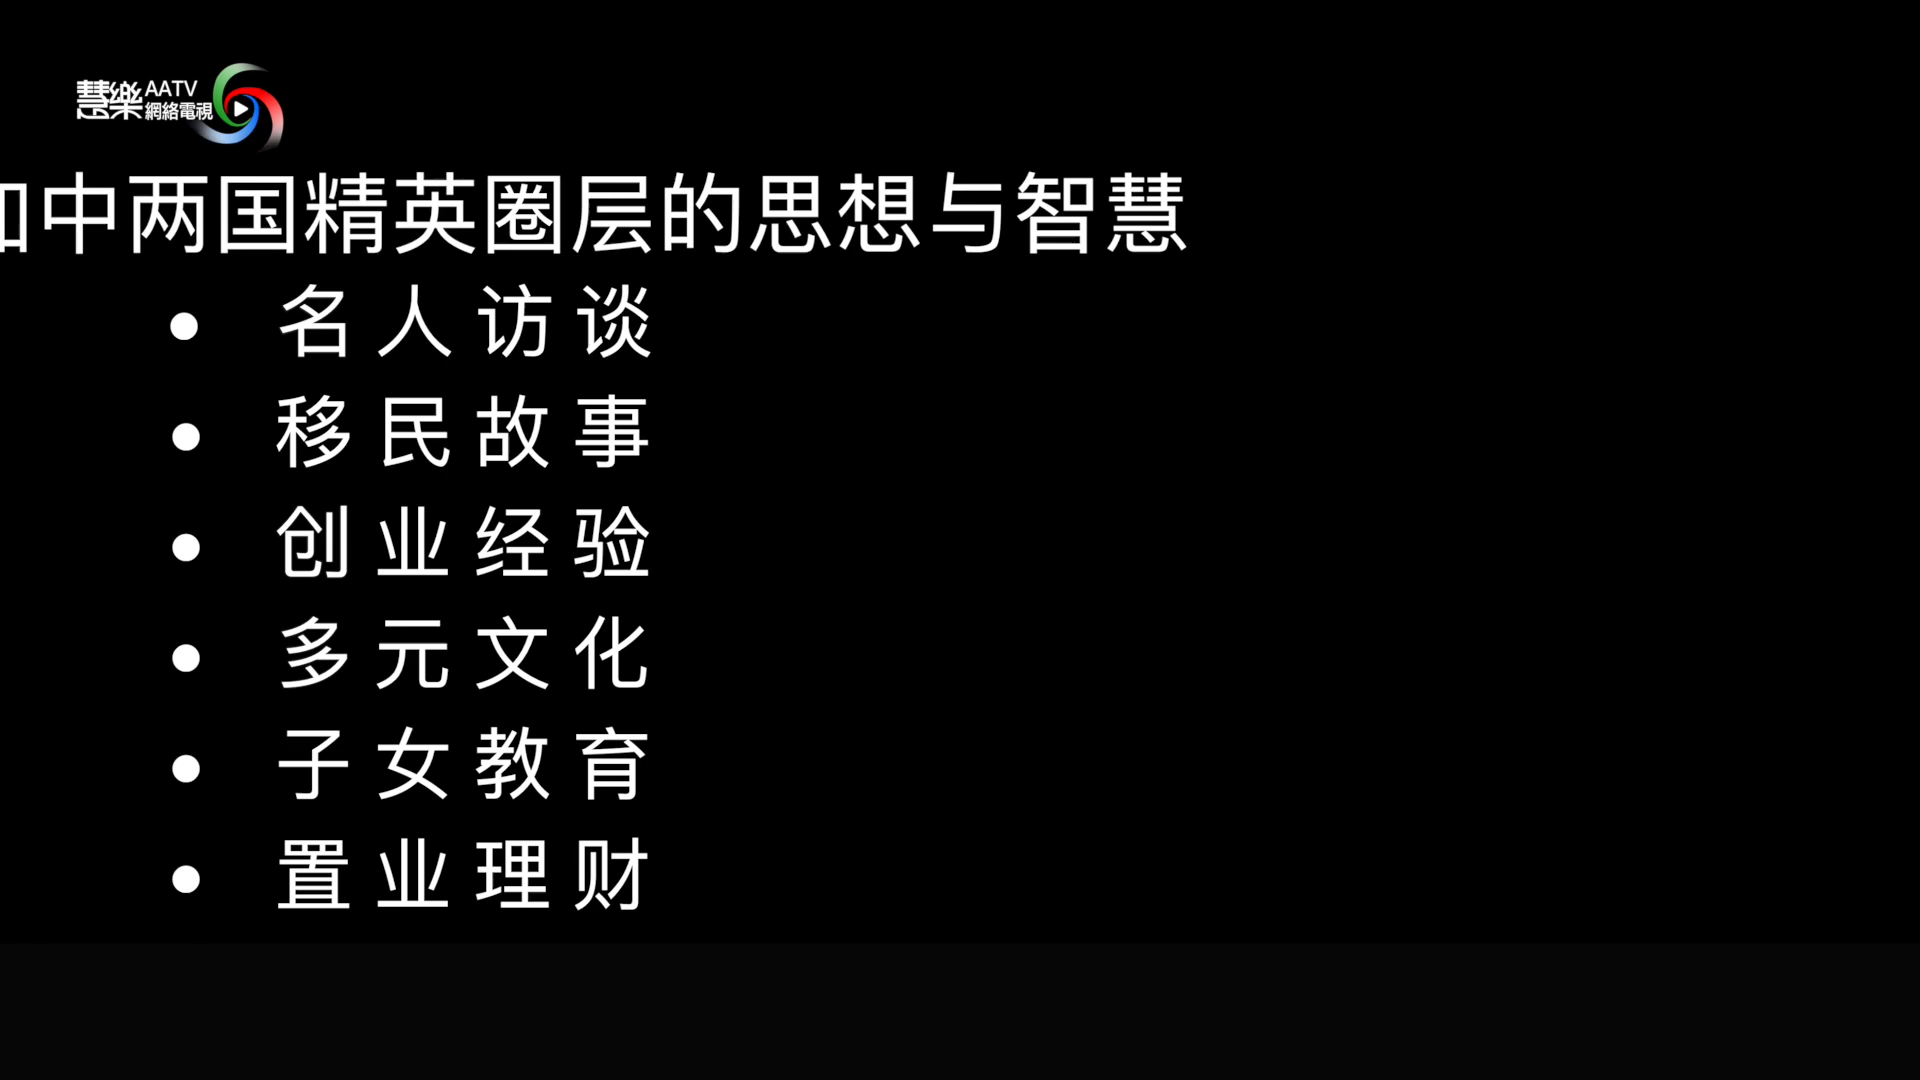 慧樂 AATV
網絡電視
加中两国精英圈层的思想与智慧
• 名人访谈
• 移民故事
• 创业经验
• 多元文化
• 子女教育
• 置业理财